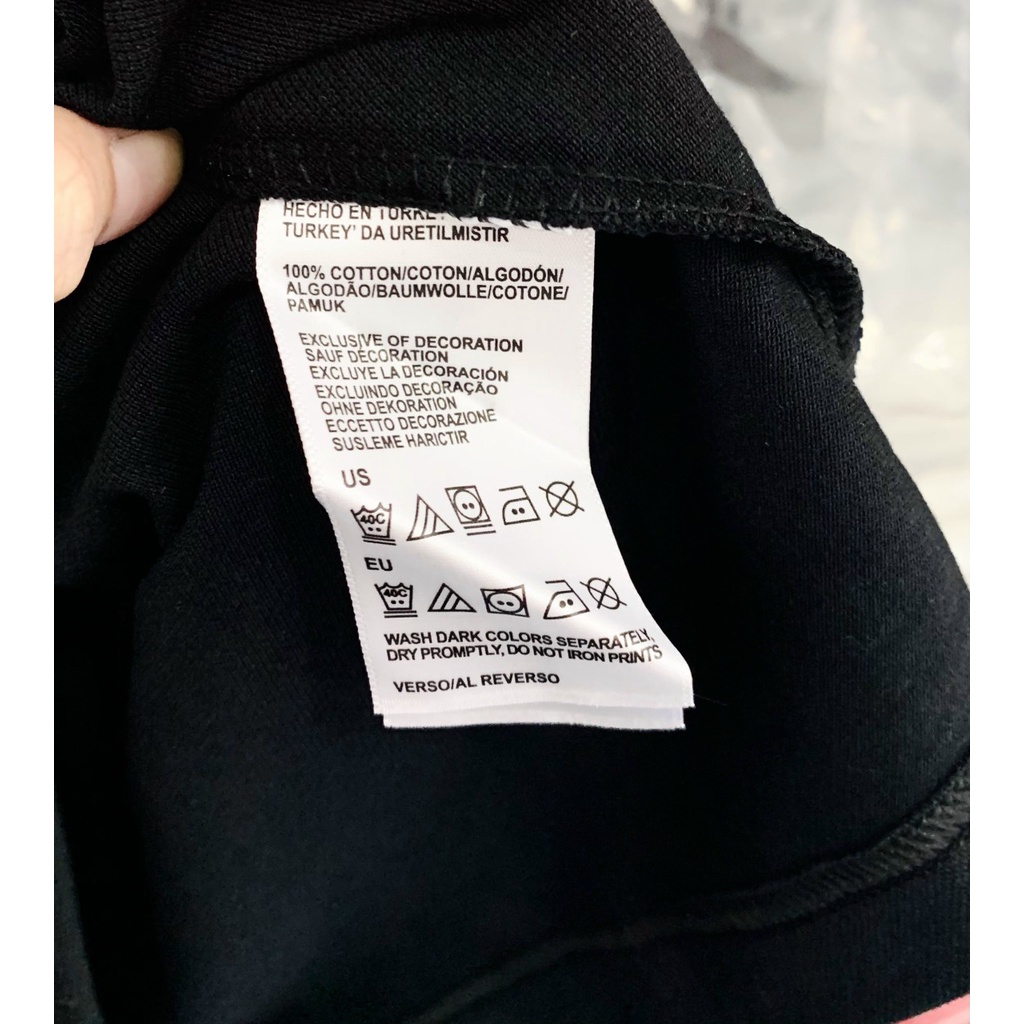 HECHO EN TURKEY
TURKEY' DA URETILMISTIR
100% COTTON/COTON/ALGODÓN/
ALGODÃO/BAUMWOLLE/COTONE/
PAMUK
EXCLUSIVE OF DECORATION
SAUF DÉCORATION
EXCLUYE LA DECORACIÓN
EXCLUINDO DECORAÇÃO
OHNE DEKORATION
ECCETTO DECORAZIONE
SUSLEME HARICTIR
US
40C
EU
40C
WASH DARK COLORS SEPARATELY,
DRY PROMPTLY, DO NOT IRON PRINTS
VERSO/AL REVERSO